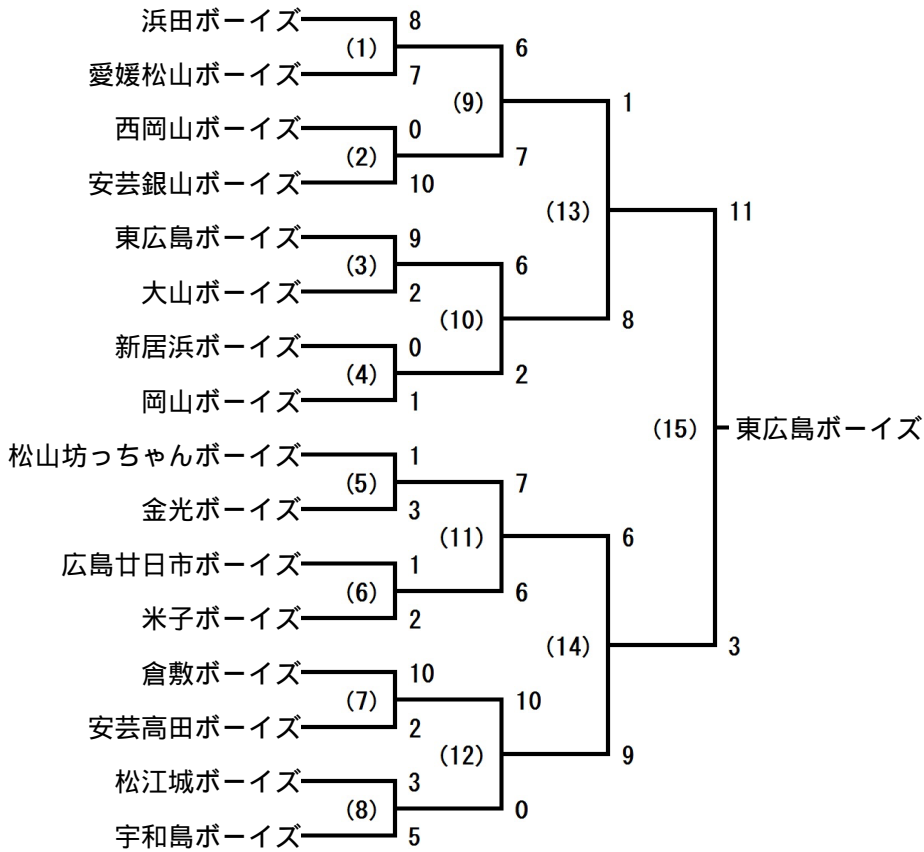 浜田ボーイズ 8
(1) 6
愛媛松山ボーイズ 7
(9) 1
西岡山ボーイズ 0
(2) 7
安芸銀山ボーイズ 10
(13) 11
東広島ボーイズ 9
(3) 6
大山ボーイズ 2
(10) 8
新居浜ボーイズ 0
(4) 2
岡山ボーイズ 1
(15) 東広島ボーイズ
松山坊っちゃんボーイズ 1
(5) 7
金光ボーイズ 3
(11) 6
広島廿日市ボーイズ 1
(6) 6
米子ボーイズ 2
(14) 3
倉敷ボーイズ 10
(7) 10
安芸高田ボーイズ 2
(12) 9
松江城ボーイズ 3
(8) 0
宇和島ボーイズ 5